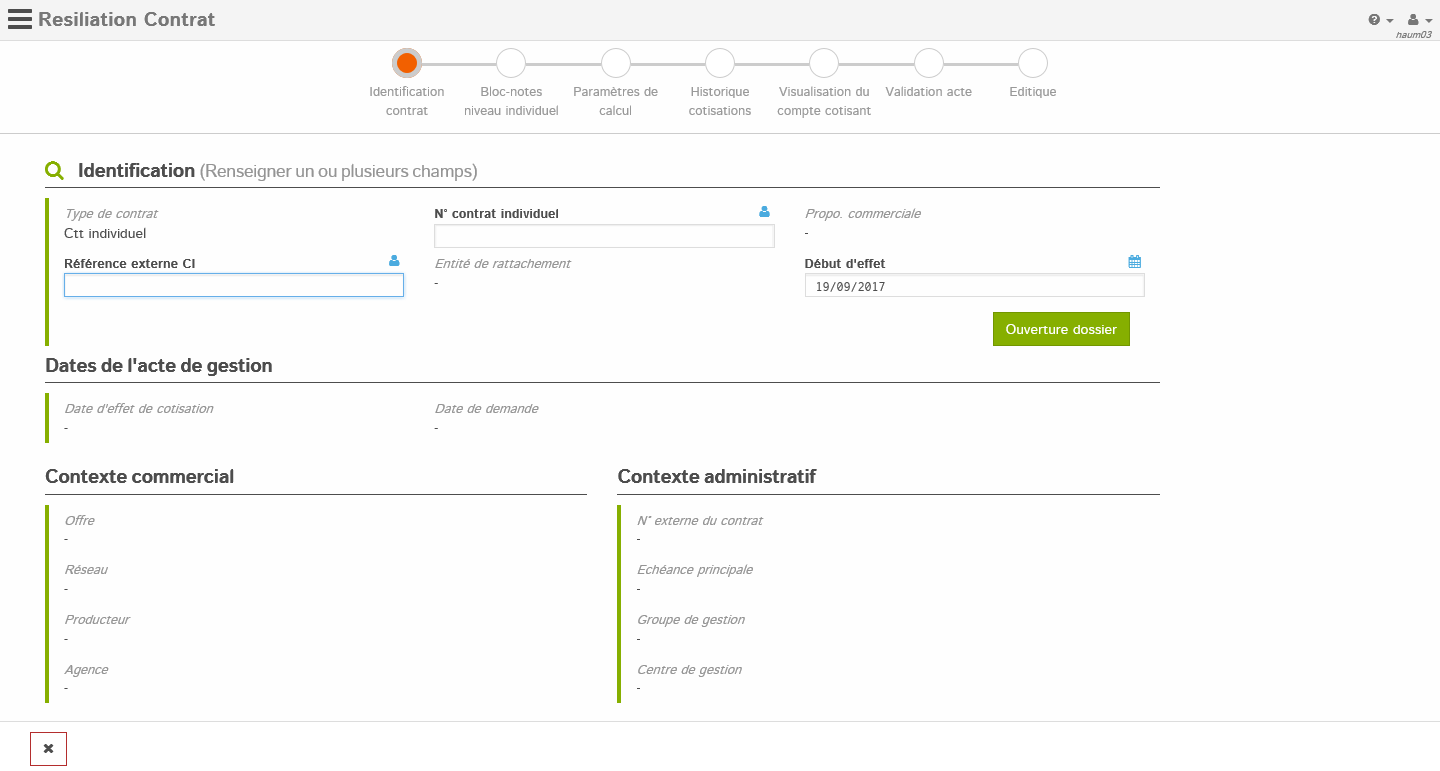 Resiliation Contrat
haum03
Identification
contrat
Bloc-notes
niveau individuel
Paramètres de
calcul
Historique
cotisations
Visualisation du
compte cotisant
Validation acte
Editique
Identification (Renseigner un ou plusieurs champs)
Type de contrat
Ctt individuel
N° contrat individuel
Propo. commerciale
-
Référence externe CI
Entité de rattachement
-
Début d'effet
19/09/2017
Ouverture dossier
Dates de l'acte de gestion
Date d'effet de cotisation
-
Date de demande
-
Contexte commercial
Offre
-
Réseau
-
Producteur
-
Agence
-
Contexte administratif
N° externe du contrat
-
Echéance principale
-
Groupe de gestion
-
Centre de gestion
-